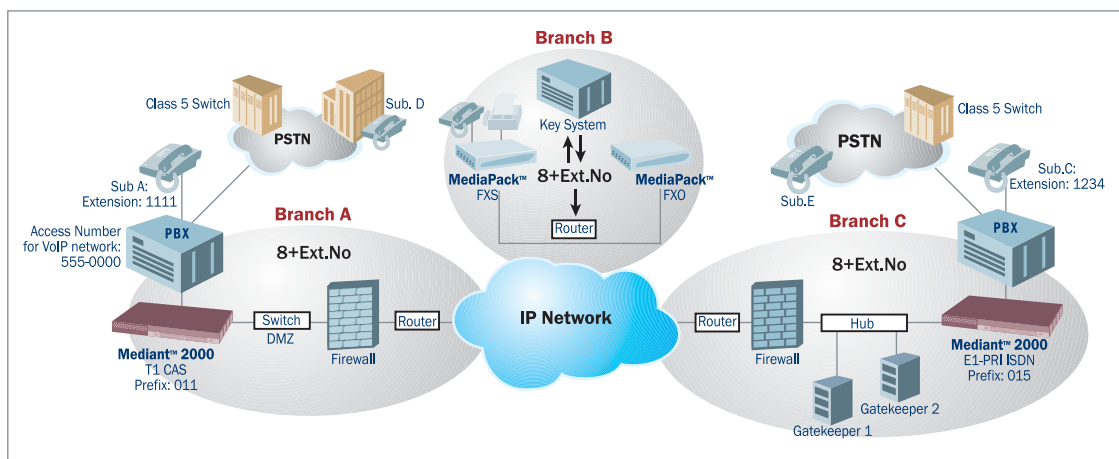 Branch B
Class 5 Switch
Sub. D
PSTN
Key System
8+Ext.No
MediaPack™
FXS
MediaPack™
FXO
Router
Class 5 Switch
PSTN
Sub.E
Sub.C:
Extension: 1234
Sub A:
Extension: 1111
Branch A
PBX
Access Number
for VoIP network:
555-0000
8+Ext.No
Switch
DMZ
Firewall
Router
Mediant™ 2000
T1 CAS
Prefix: 011
IP Network
Branch C
PBX
8+Ext.No
Router
Firewall
Hub
Mediant™ 2000
E1-PRI ISDN
Prefix: 015
Gatekeeper 1
Gatekeeper 2